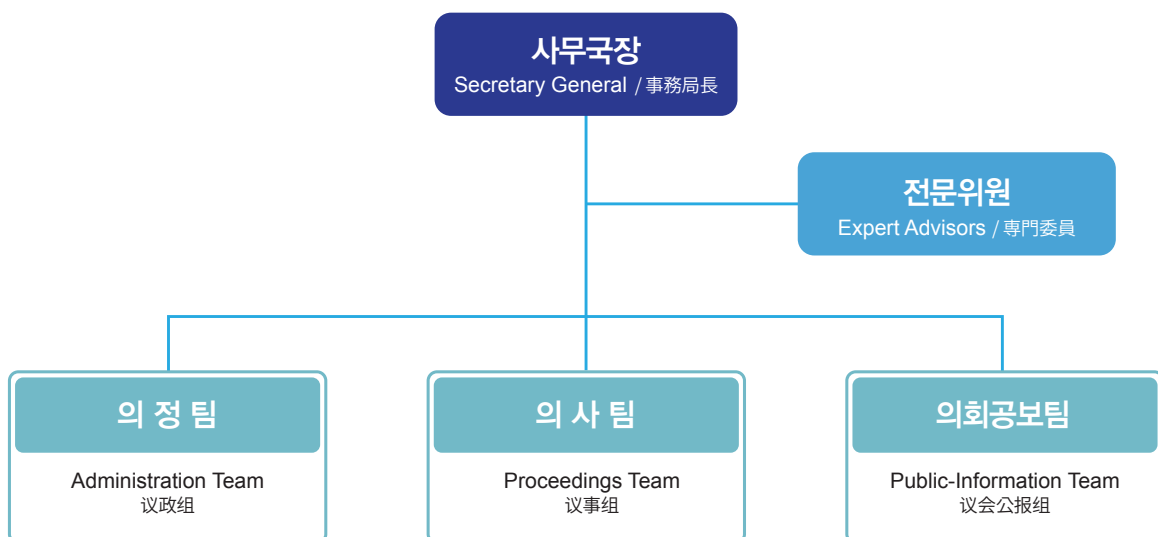 사무국장
Secretary General / 事務局長
전문위원
Expert Advisors / 専門委員
의 정 팀
Administration Team
议政组
의 사 팀
Proceedings Team
议事组
의회공보팀
Public-Information Team
议会公报组